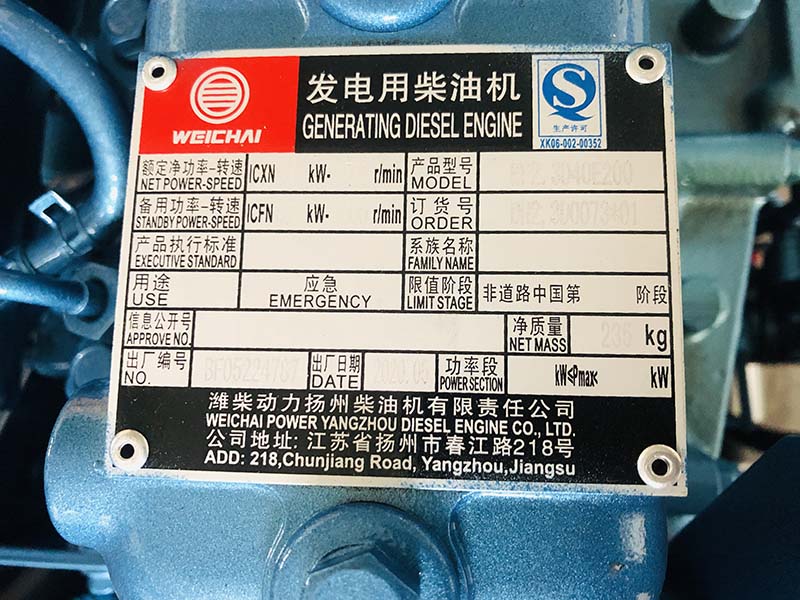 WEICHAI
发电用柴油机
GENERATING DIESEL ENGINE
S
生产许可
XK06-002-00352
额定净功率-转速
NET POWER-SPEED
ICXN kW· r/min
产品型号
MODEL
备用功率-转速
STANDBY POWER-SPEED
ICFN kW· r/min
订货号
ORDER
产品执行标准
EXECUTIVE STANDARD
系族名称
FAMILY NAME
用途
USE
应急
EMERGENCY
限值阶段
LIMIT STAGE
非道路中国第 阶段
信息公开号
APPROVE NO.
净质量
NET MASS
235 kg
出厂编号
NO.
出厂日期
DATE
功率段
POWER SECTION
kW<Pmax< kW
潍柴动力扬州柴油机有限责任公司
WEICHAI POWER YANGZHOU DIESEL ENGINE CO., LTD.
公司地址: 江苏省扬州市春江路218号
ADD: 218,Chunjiang Road, Yangzhou,Jiangsu